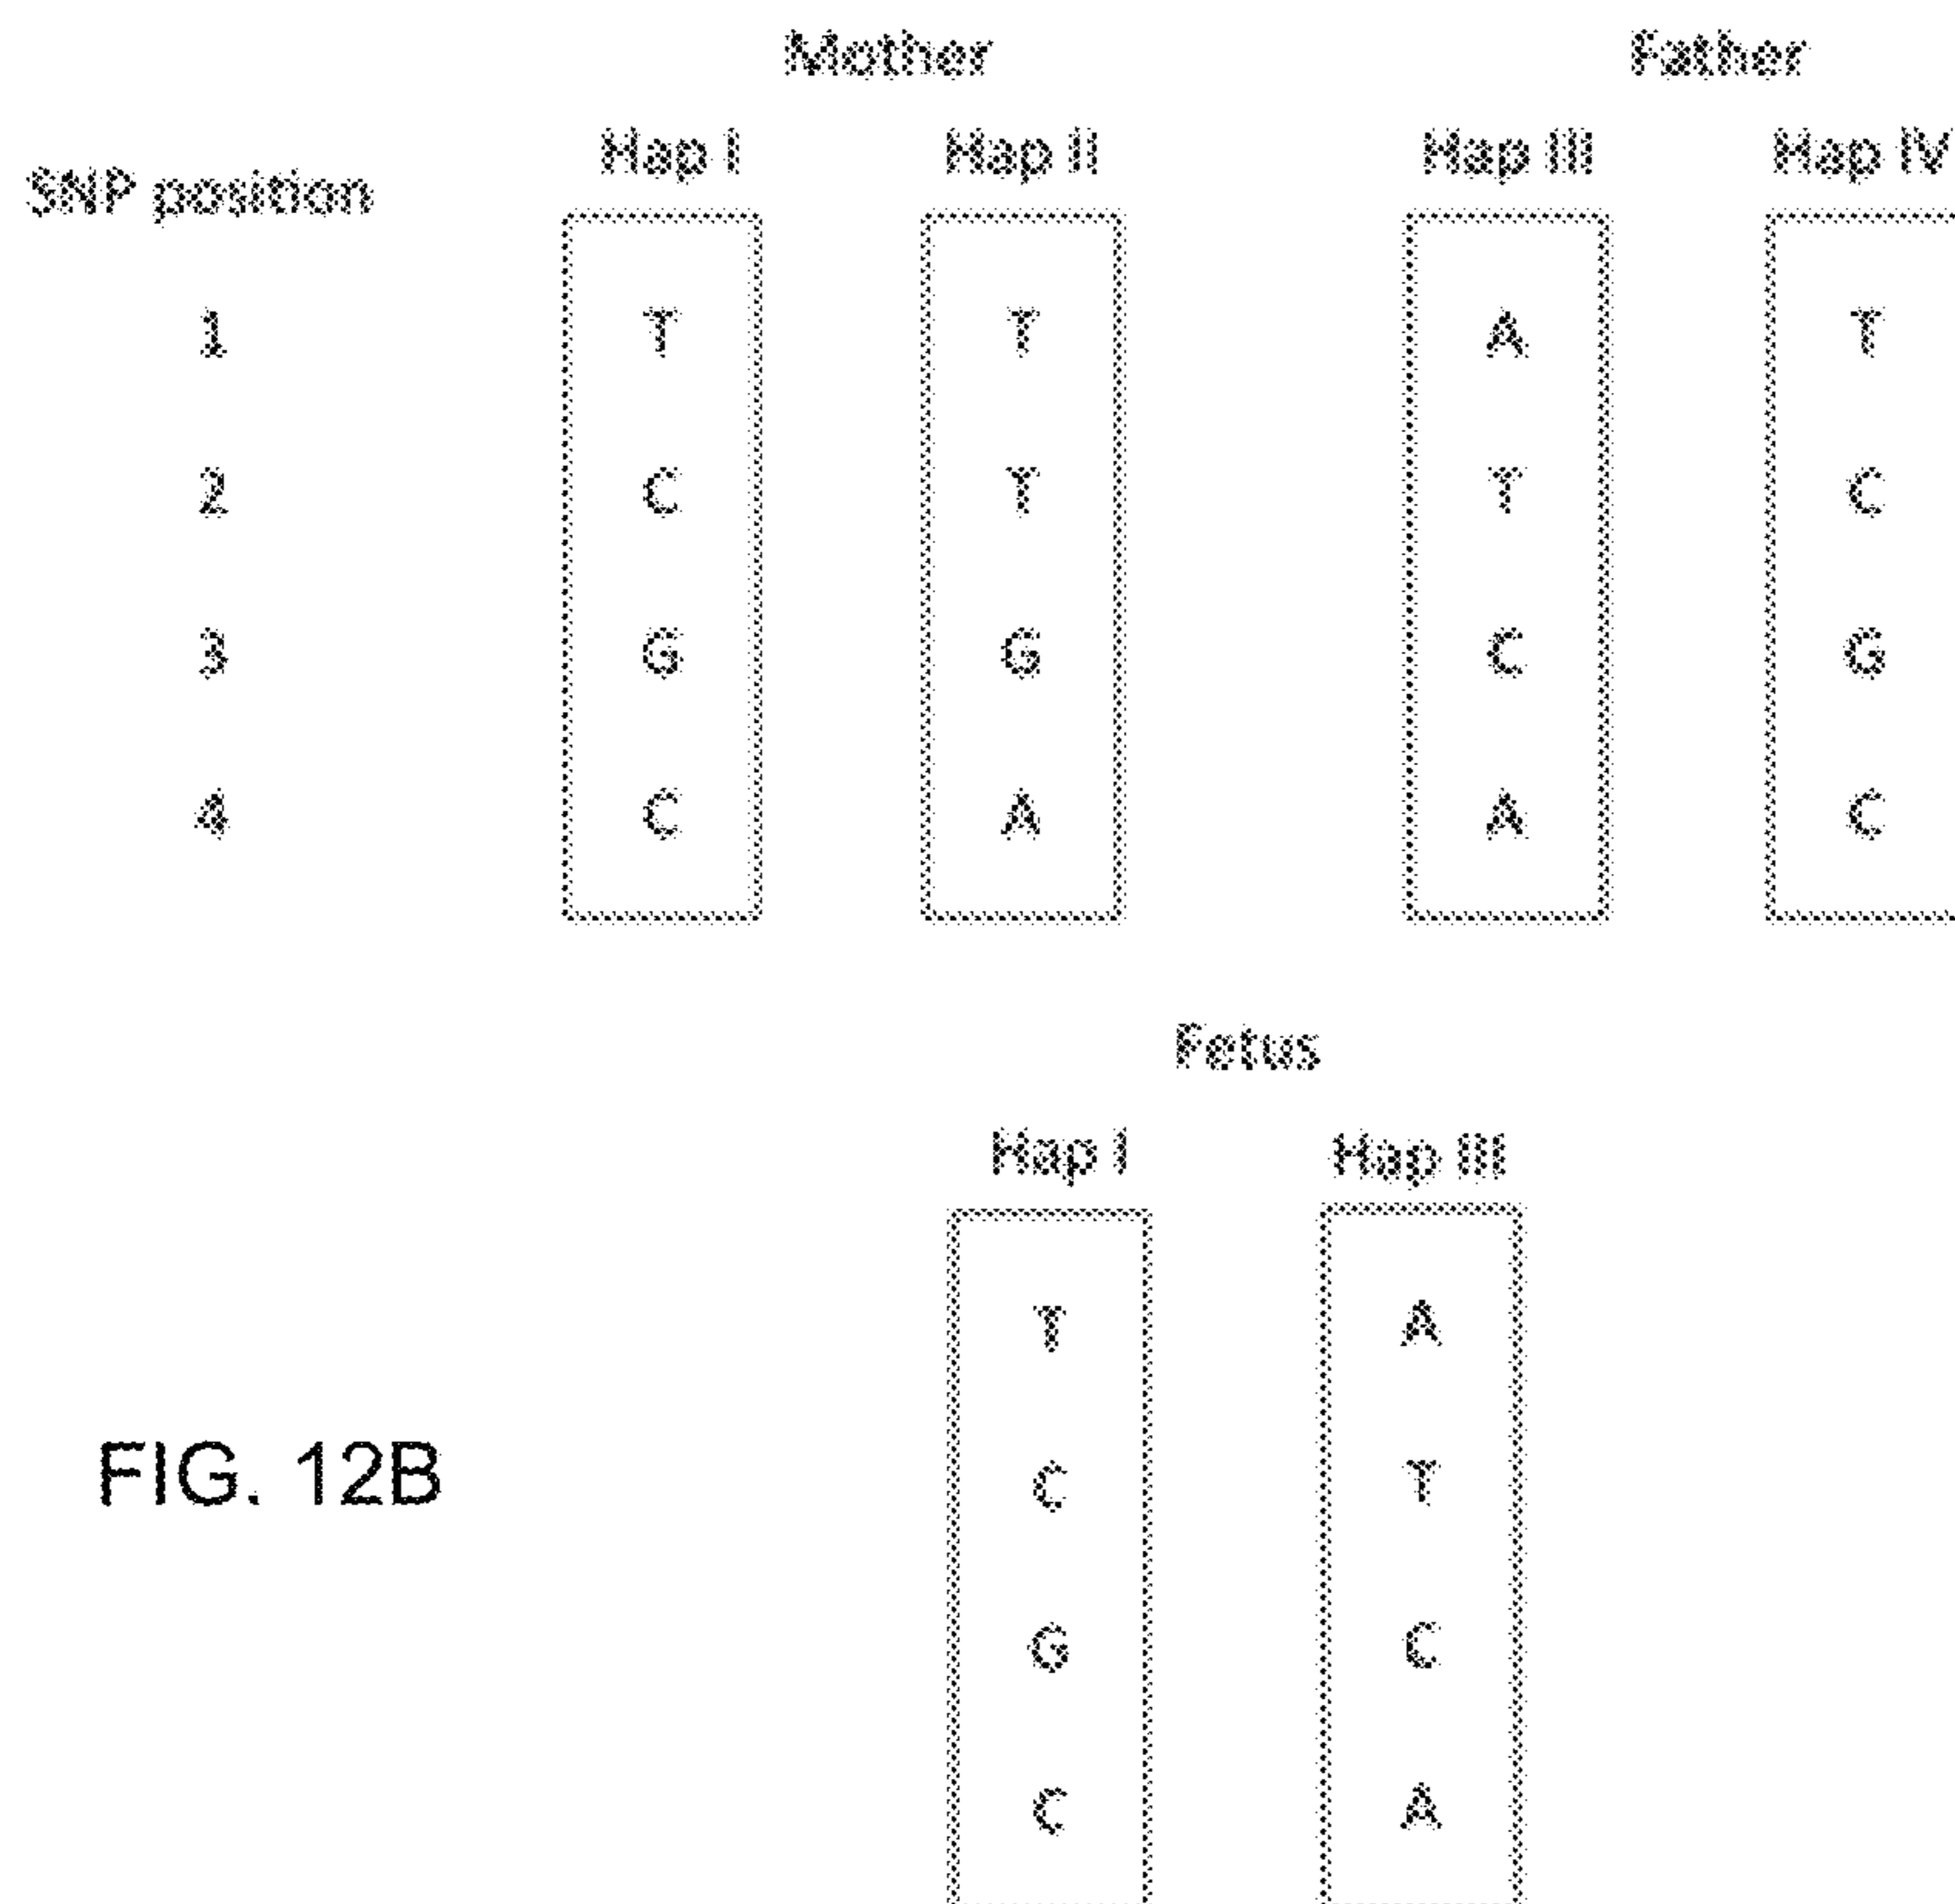 Mother Father
Hap I Hap II Hap III Hap IV
SNP position
1 T T A T
2 C T T C
3 G G C G
4 C A A C
Fetus
Hap I Hap III
T A
C T
FIG. 12B
G C
C A